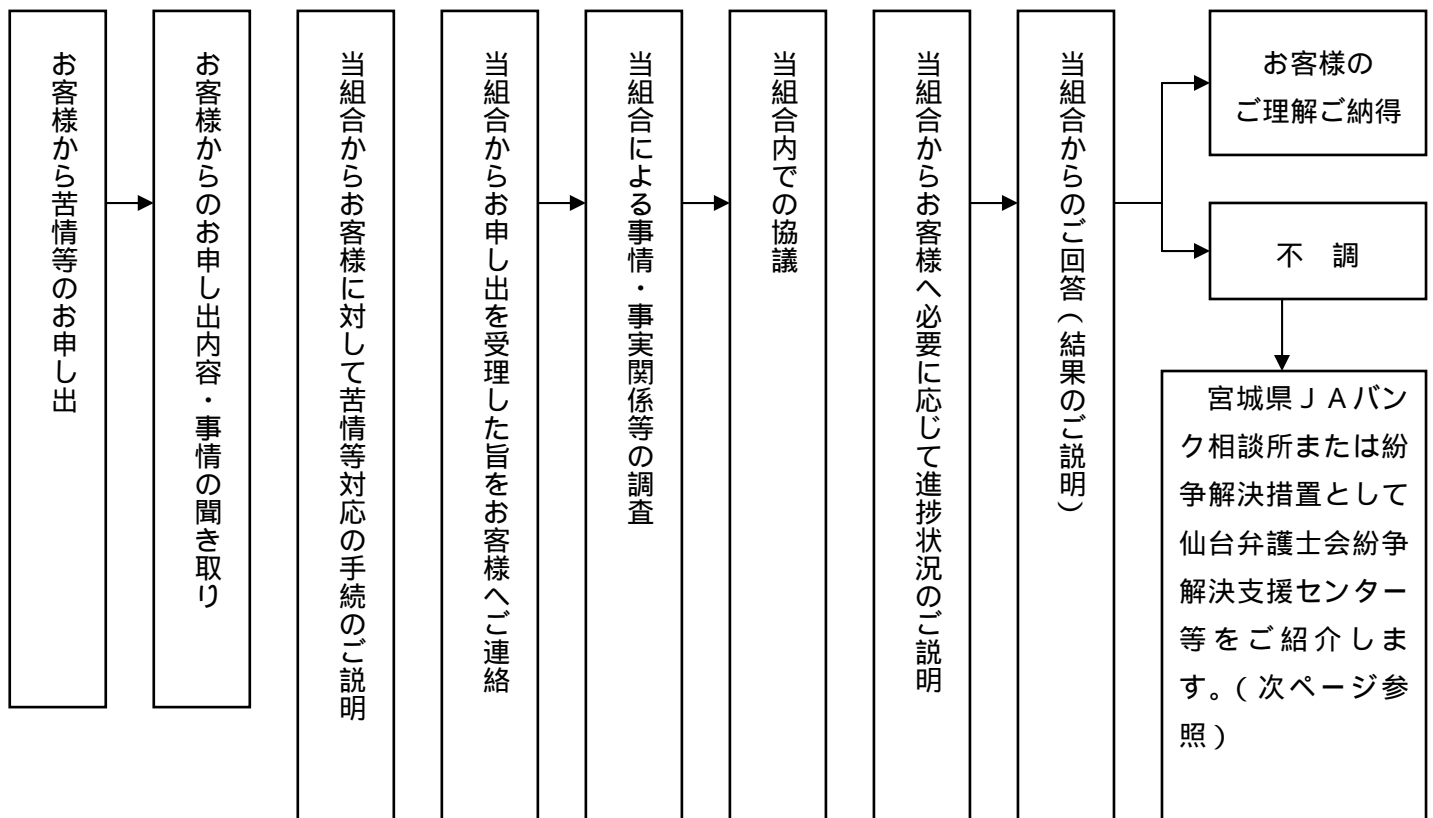 お客様から苦情等のお申し出
お客様からのお申し出内容・事情の聞き取り
当組合からお客様に対して苦情等対応の手続のご説明
当組合からお申し出を受理した旨をお客様へご連絡
当組合による事情・事実関係等の調査
当組合内での協議
当組合からお客様へ必要に応じて進捗状況のご説明
当組合からのご回答（結果のご説明）
お客様の
ご理解ご納得
不　調
宮城県ＪＡバン
ク相談所または紛
争解決措置として
仙台弁護士会紛争
解決支援センター
等をご紹介しま
す。（次ページ参
照）